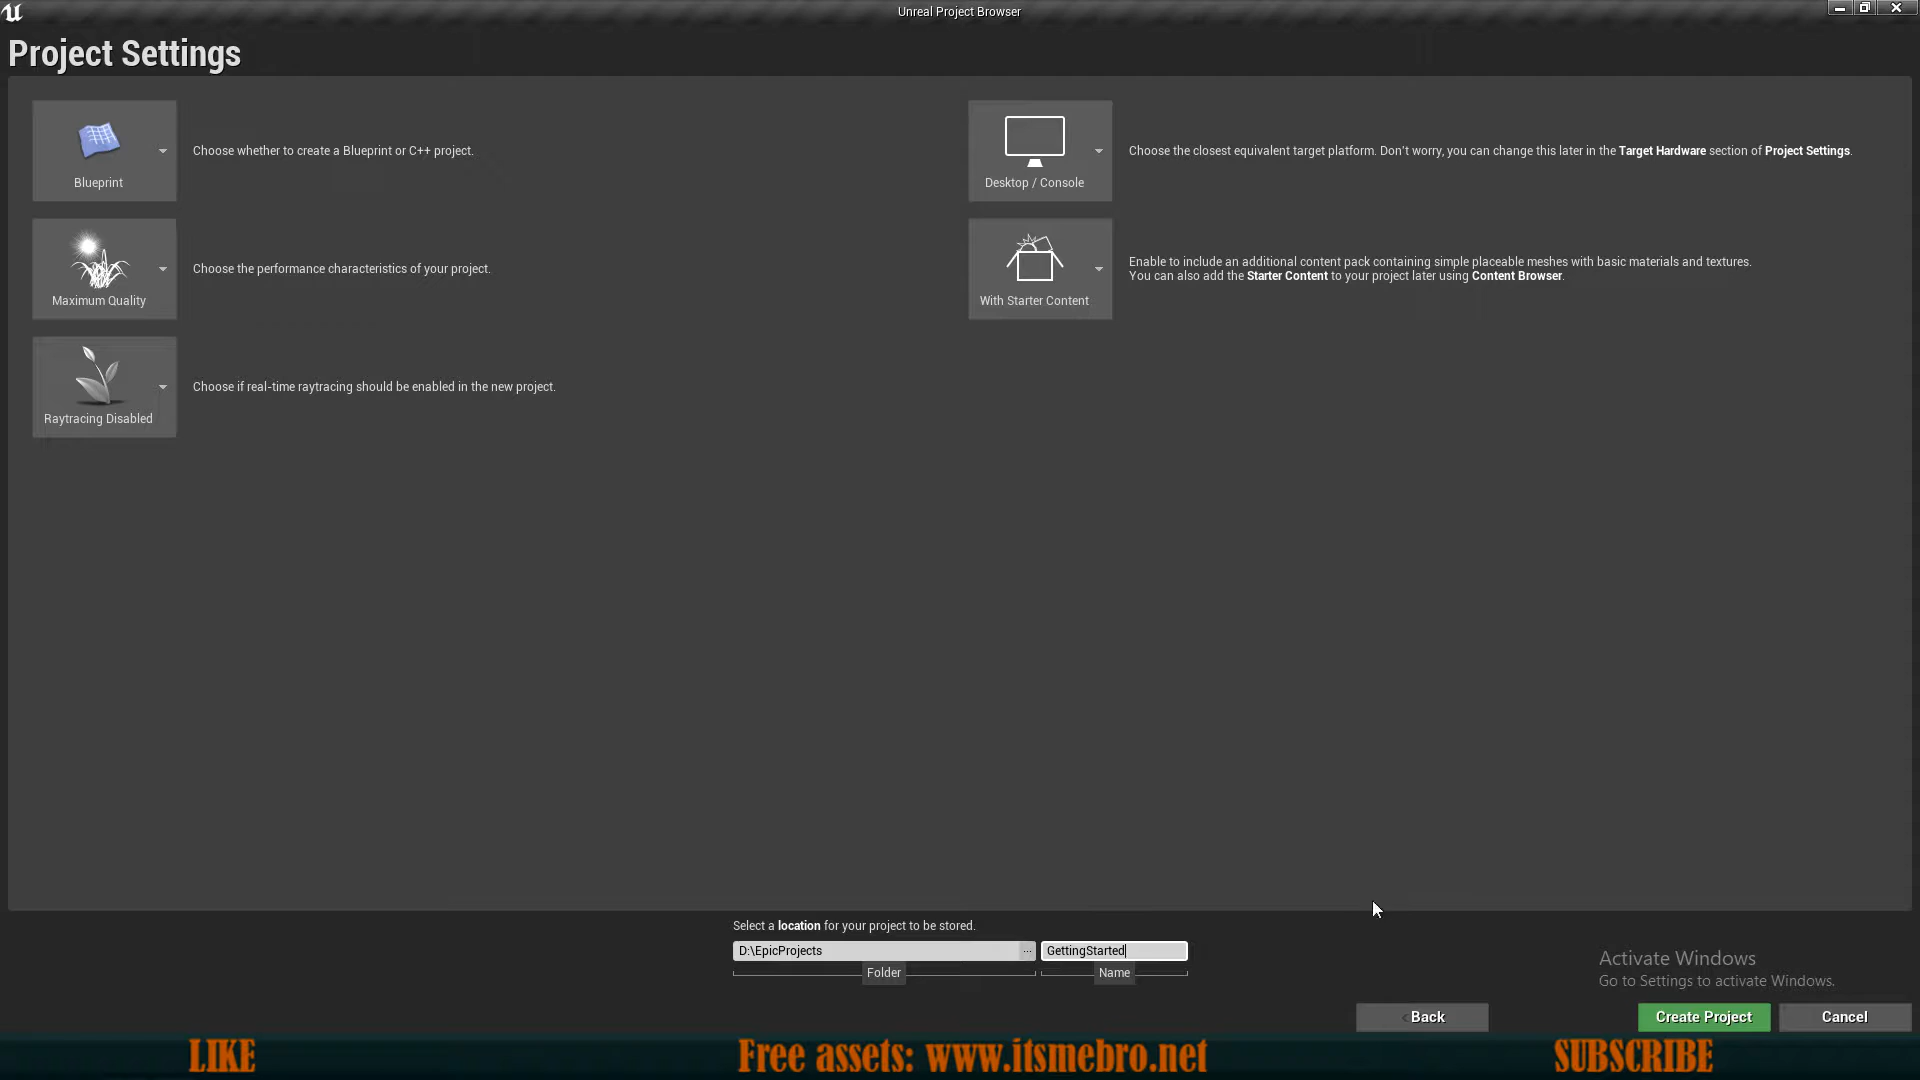 Unreal Project Browser
Project Settings
Blueprint
Choose whether to create a Blueprint or C++ project.
Desktop / Console
Choose the closest equivalent target platform. Don't worry, you can change this later in the Target Hardware section of Project Settings.
Maximum Quality
Choose the performance characteristics of your project.
With Starter Content
Enable to include an additional content pack containing simple placeable meshes with basic materials and textures.
You can also add the Starter Content to your project later using Content Browser.
Raytracing Disabled
Choose if real-time raytracing should be enabled in the new project.
Select a location for your project to be stored.
D:\EpicProjects
...
GettingStarted
Folder
Name
Activate Windows
Go to Settings to activate Windows.
< Back
Create Project
Cancel
LIKE
Free assets: www.itsmebro.net
SUBSCRIBE